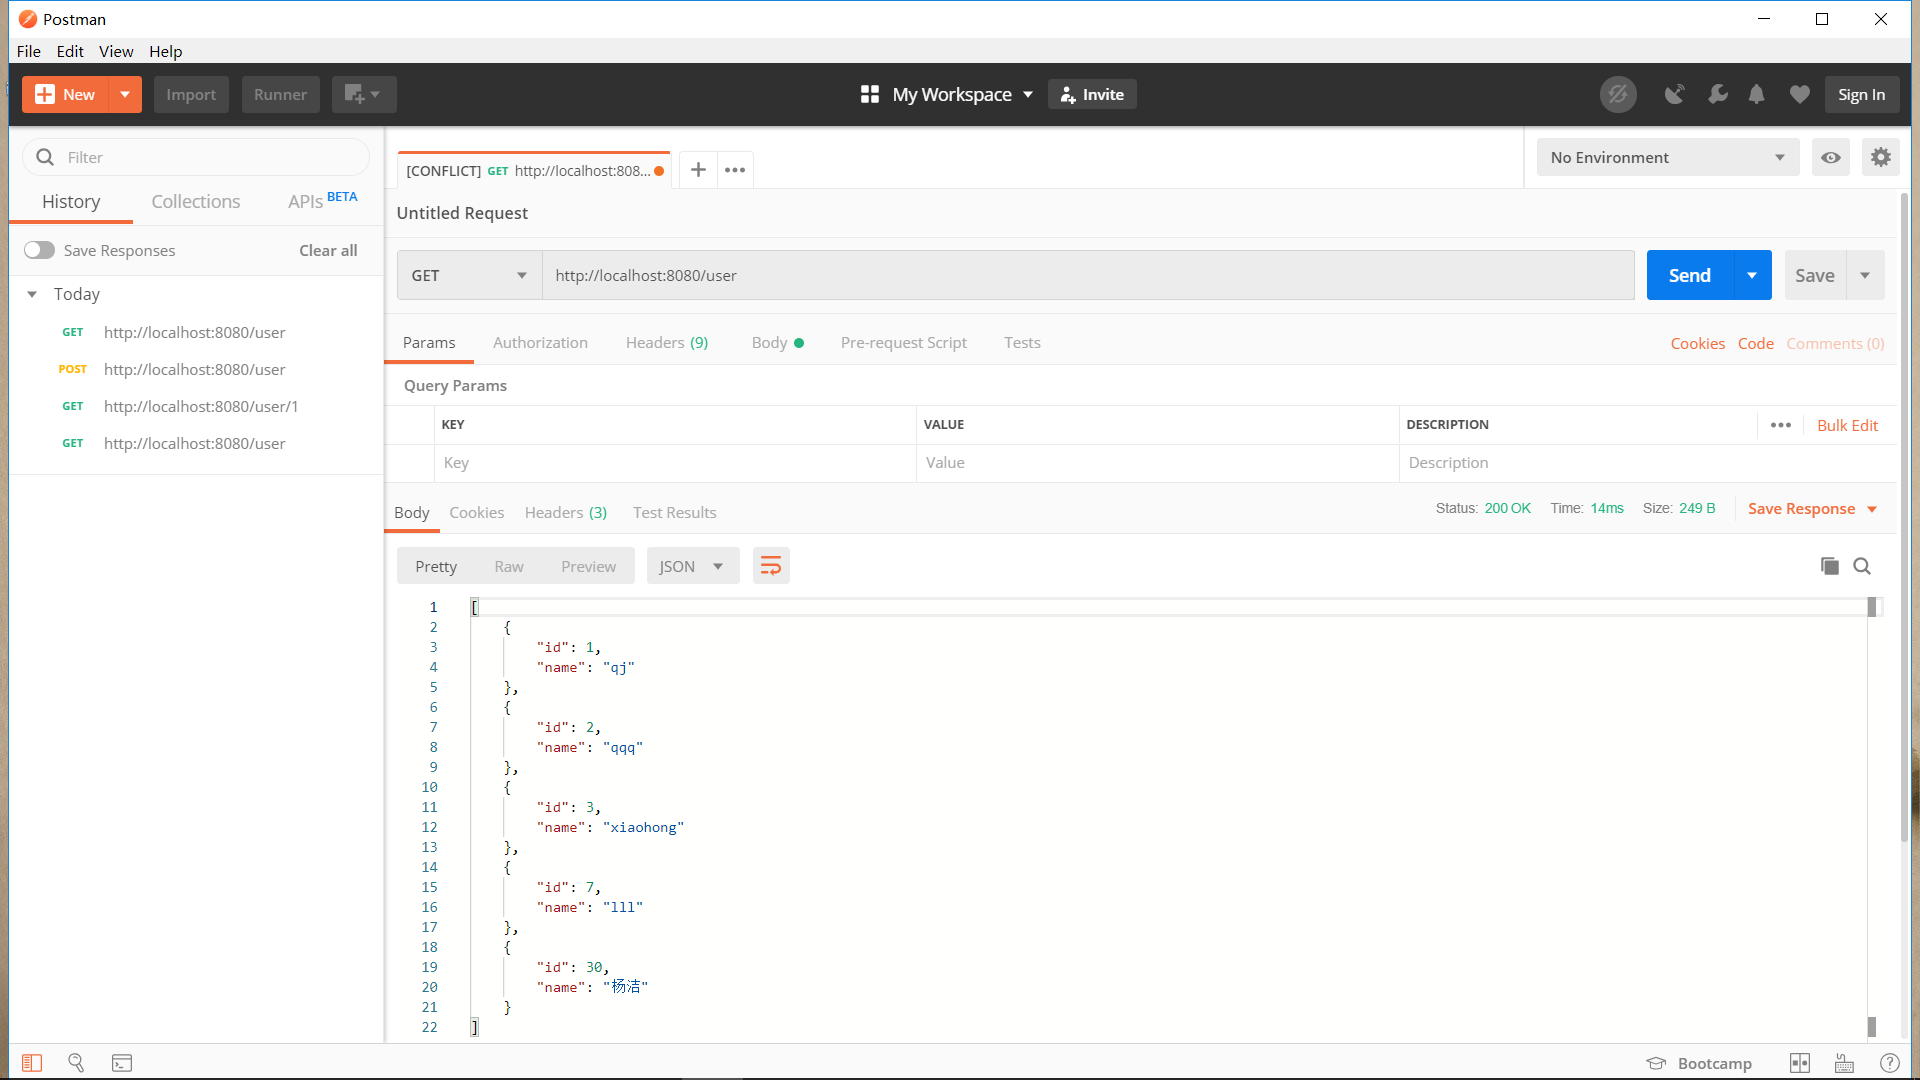 Postman
File Edit View Help
New Import Runner My Workspace Invite Sign In
Filter
History Collections APIs BETA
Save Responses Clear all
Today
GET http://localhost:8080/user
POST http://localhost:8080/user
GET http://localhost:8080/user/1
GET http://localhost:8080/user
[CONFLICT] GET http://localhost:808... + •••
No Environment
Untitled Request
GET http://localhost:8080/user Send Save
Params Authorization Headers (9) Body Pre-request Script Tests Cookies Code Comments (0)
Query Params
KEY VALUE DESCRIPTION ••• Bulk Edit
Key Value Description
Body Cookies Headers (3) Test Results Status: 200 OK Time: 14ms Size: 249 B Save Response
Pretty Raw Preview JSON
1 [
2 {
3 "id": 1,
4 "name": "qj"
5 },
6 {
7 "id": 2,
8 "name": "qqq"
9 },
10 {
11 "id": 3,
12 "name": "xiaohong"
13 },
14 {
15 "id": 7,
16 "name": "lll"
17 },
18 {
19 "id": 30,
20 "name": "杨洁"
21 }
22 ]
Bootcamp